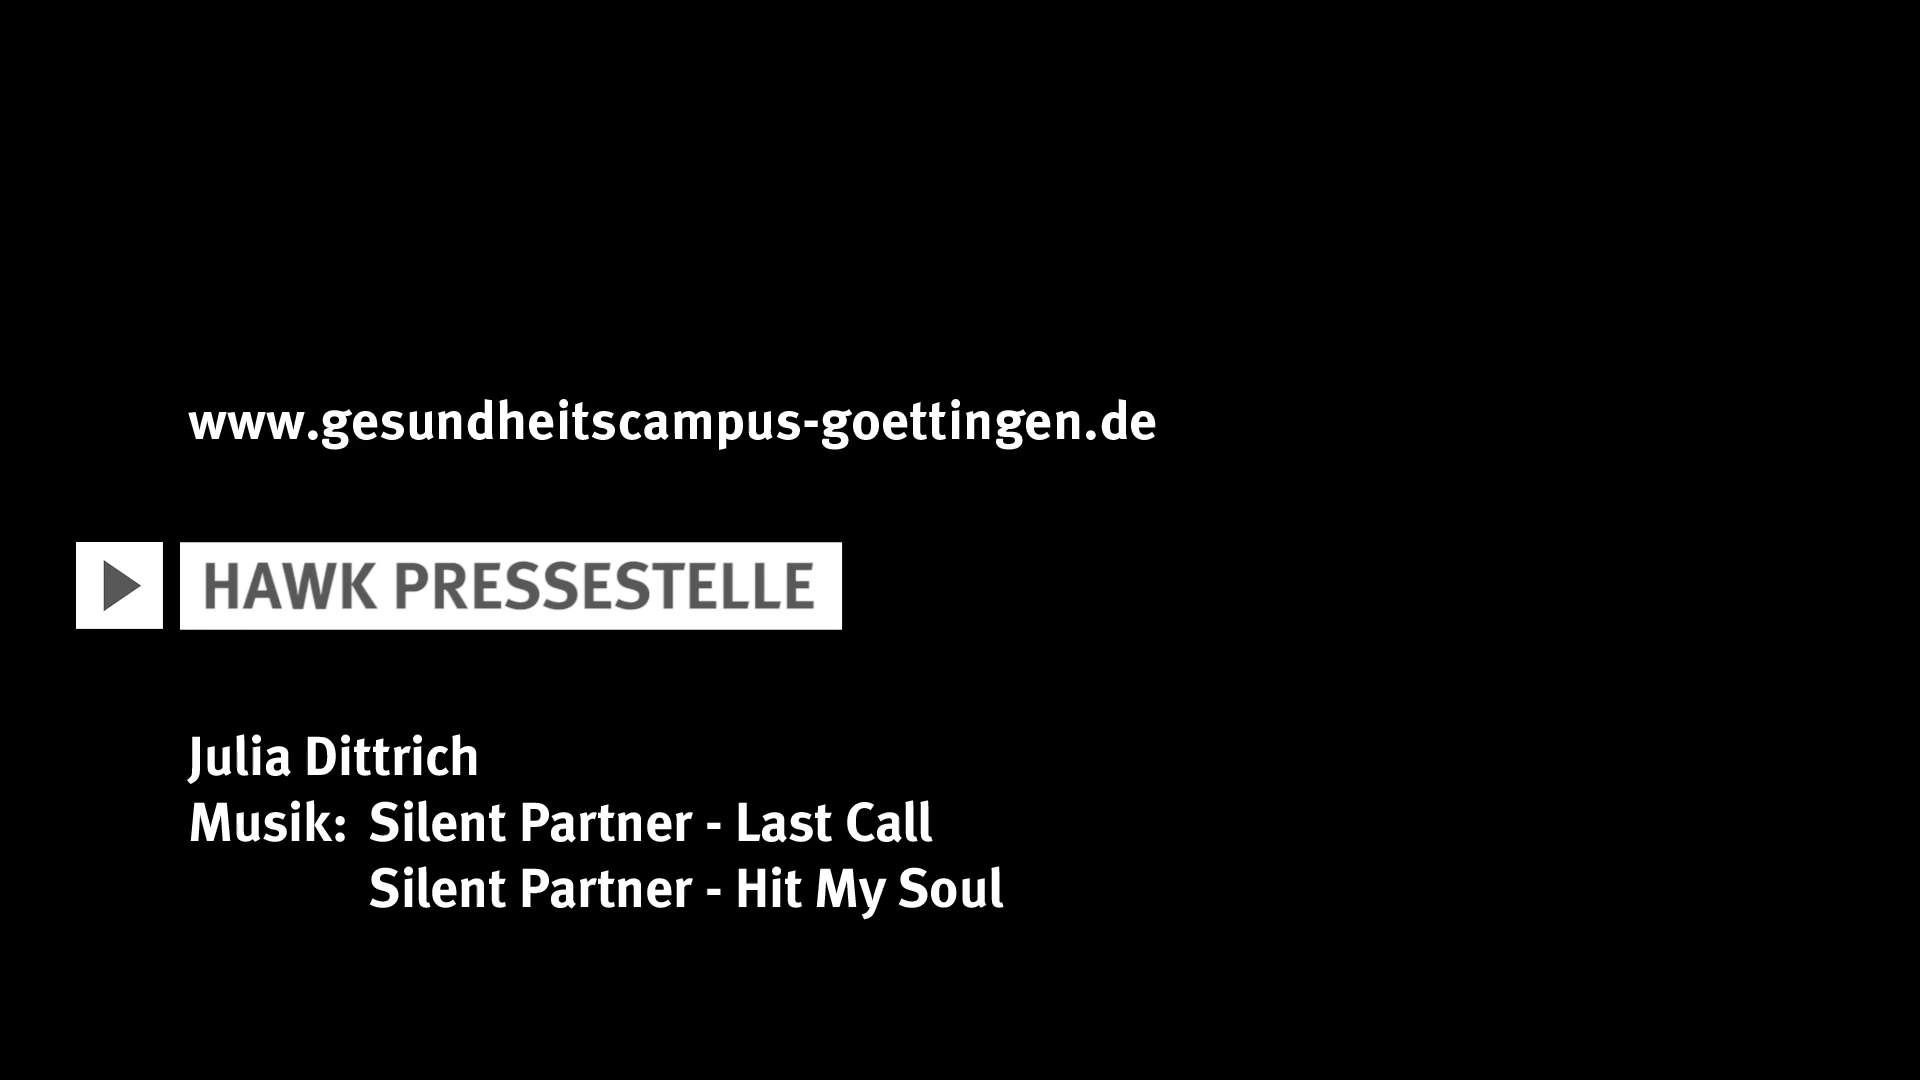 www.gesundheitscampus-goettingen.de
HAWK PRESSESTELLE
Julia Dittrich
Musik: Silent Partner - Last Call
Silent Partner - Hit My Soul